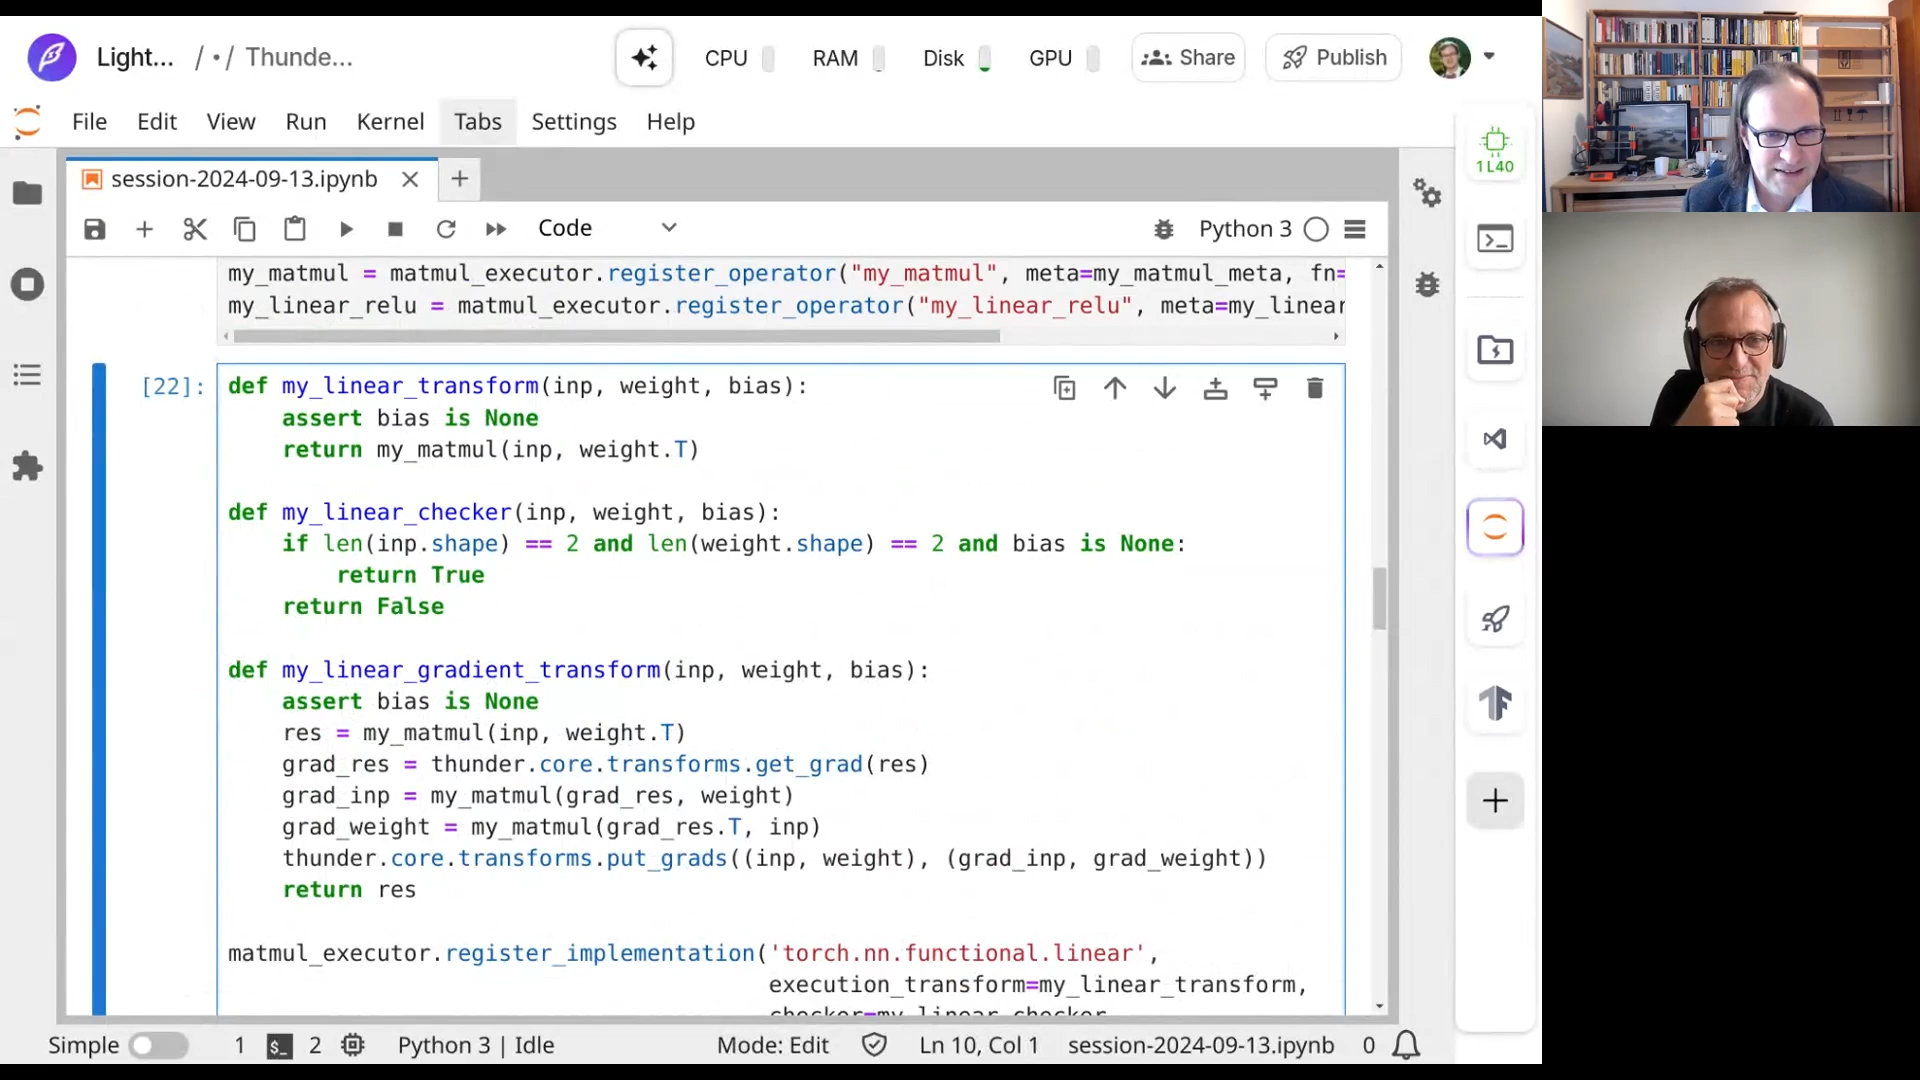 Light... / • / Thunde... CPU RAM Disk GPU Share Publish
File Edit View Run Kernel Tabs Settings Help
1 L40
session-2024-09-13.ipynb
Code Python 3
my_matmul = matmul_executor.register_operator("my_matmul", meta=my_matmul_meta, fn=
my_linear_relu = matmul_executor.register_operator("my_linear_relu", meta=my_linear
[22]: def my_linear_transform(inp, weight, bias):
assert bias is None
return my_matmul(inp, weight.T)
def my_linear_checker(inp, weight, bias):
if len(inp.shape) == 2 and len(weight.shape) == 2 and bias is None:
return True
return False
def my_linear_gradient_transform(inp, weight, bias):
assert bias is None
res = my_matmul(inp, weight.T)
grad_res = thunder.core.transforms.get_grad(res)
grad_inp = my_matmul(grad_res, weight)
grad_weight = my_matmul(grad_res.T, inp)
thunder.core.transforms.put_grads((inp, weight), (grad_inp, grad_weight))
return res
matmul_executor.register_implementation('torch.nn.functional.linear',
execution_transform=my_linear_transform,
checker=my_linear_checker
Simple 1 $_ 2 Python 3 | Idle Mode: Edit Ln 10, Col 1 session-2024-09-13.ipynb 0